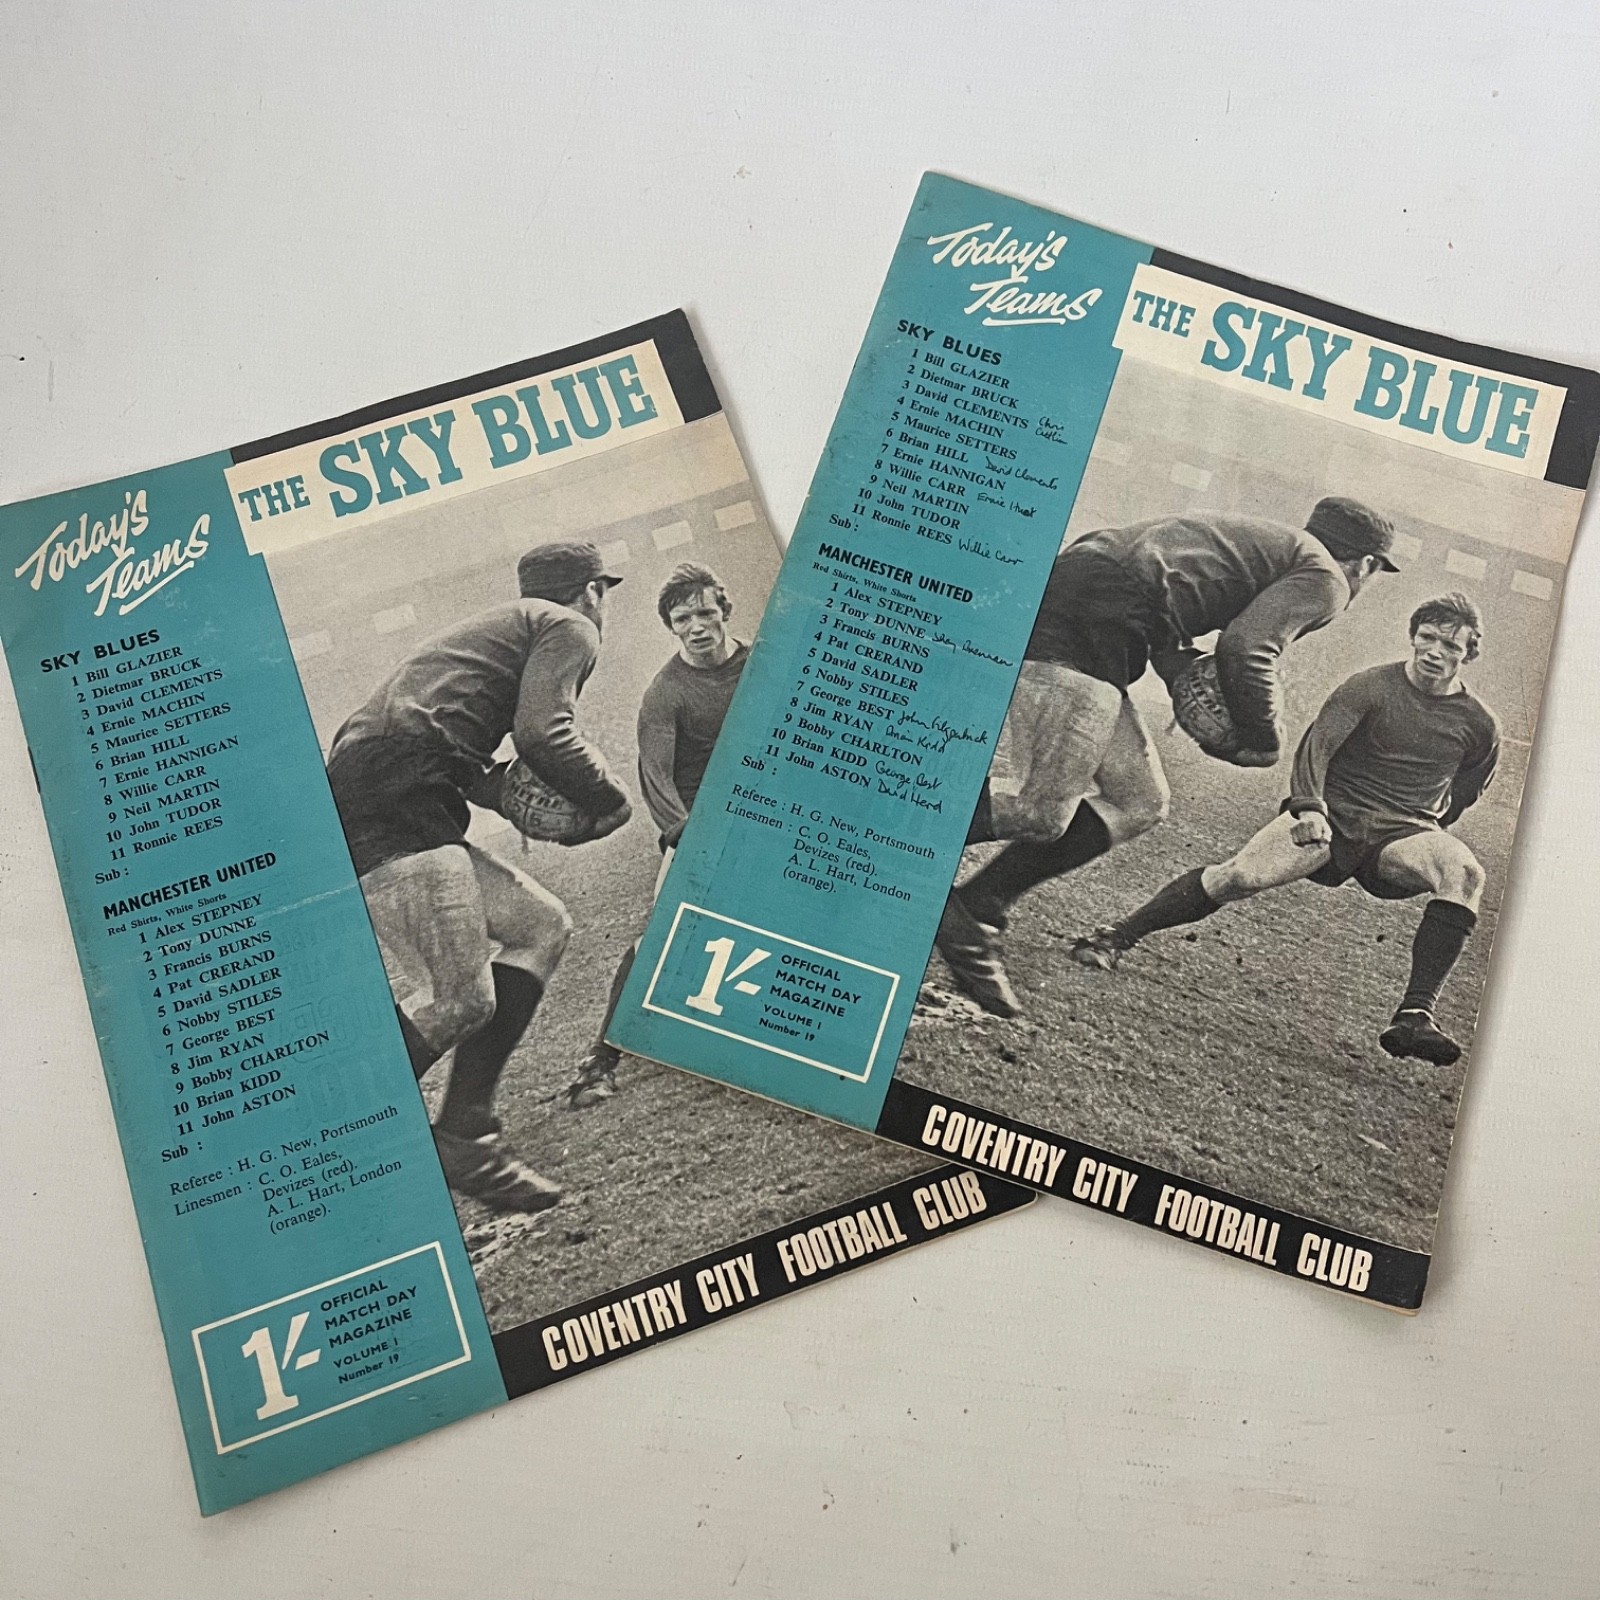 Today's
Teams
SKY BLUES
1 Bill GLAZIER
2 Dietmar BRUCK
3 David CLEMENTS
4 Ernie MACHIN
5 Maurice SETTERS
6 Brian HILL
7 Ernie HANNIGAN
8 Willie CARR
9 Neil MARTIN
10 John TUDOR
11 Ronnie REES
Sub :
MANCHESTER UNITED
Red Shirts, White Shorts
1 Alex STEPNEY
2 Tony DUNNE
3 Francis BURNS
4 Pat CRERAND
5 David SADLER
6 Nobby STILES
7 George BEST
8 Jim RYAN
9 Bobby CHARLTON
10 Brian KIDD
11 John ASTON
Sub :
Referee : H. G. New, Portsmouth
Linesmen : C. O. Eales,
Devizes (red).
A. L. Hart, London
(orange).
1/-
OFFICIAL
MATCH DAY
MAGAZINE
VOLUME 1
Number 19
THE SKY BLUE
MITRE
COVENTRY CITY FOOTBALL CLUB
Today's
Teams
SKY BLUES
1 Bill GLAZIER
2 Dietmar BRUCK
3 David CLEMENTS Chris
4 Ernie MACHIN Cattlin
5 Maurice SETTERS
6 Brian HILL David Clements
7 Ernie HANNIGAN
8 Willie CARR Ernie Hunt
9 Neil MARTIN
10 John TUDOR
11 Ronnie REES Willie Carr
Sub :
MANCHESTER UNITED
Red Shirts, White Shorts
1 Alex STEPNEY
2 Tony DUNNE Shay Brennan
3 Francis BURNS
4 Pat CRERAND
5 David SADLER
6 Nobby STILES
7 George BEST John Fitzpatrick
8 Jim RYAN Brian Kidd
9 Bobby CHARLTON
10 Brian KIDD George Best
11 John ASTON David Herd
Sub :
Referee : H. G. New, Portsmouth
Linesmen : C. O. Eales,
Devizes (red).
A. L. Hart, London
(orange).
1/-
OFFICIAL
MATCH DAY
MAGAZINE
VOLUME 1
Number 19
THE SKY BLUE
MITRE
COVENTRY CITY FOOTBALL CLUB